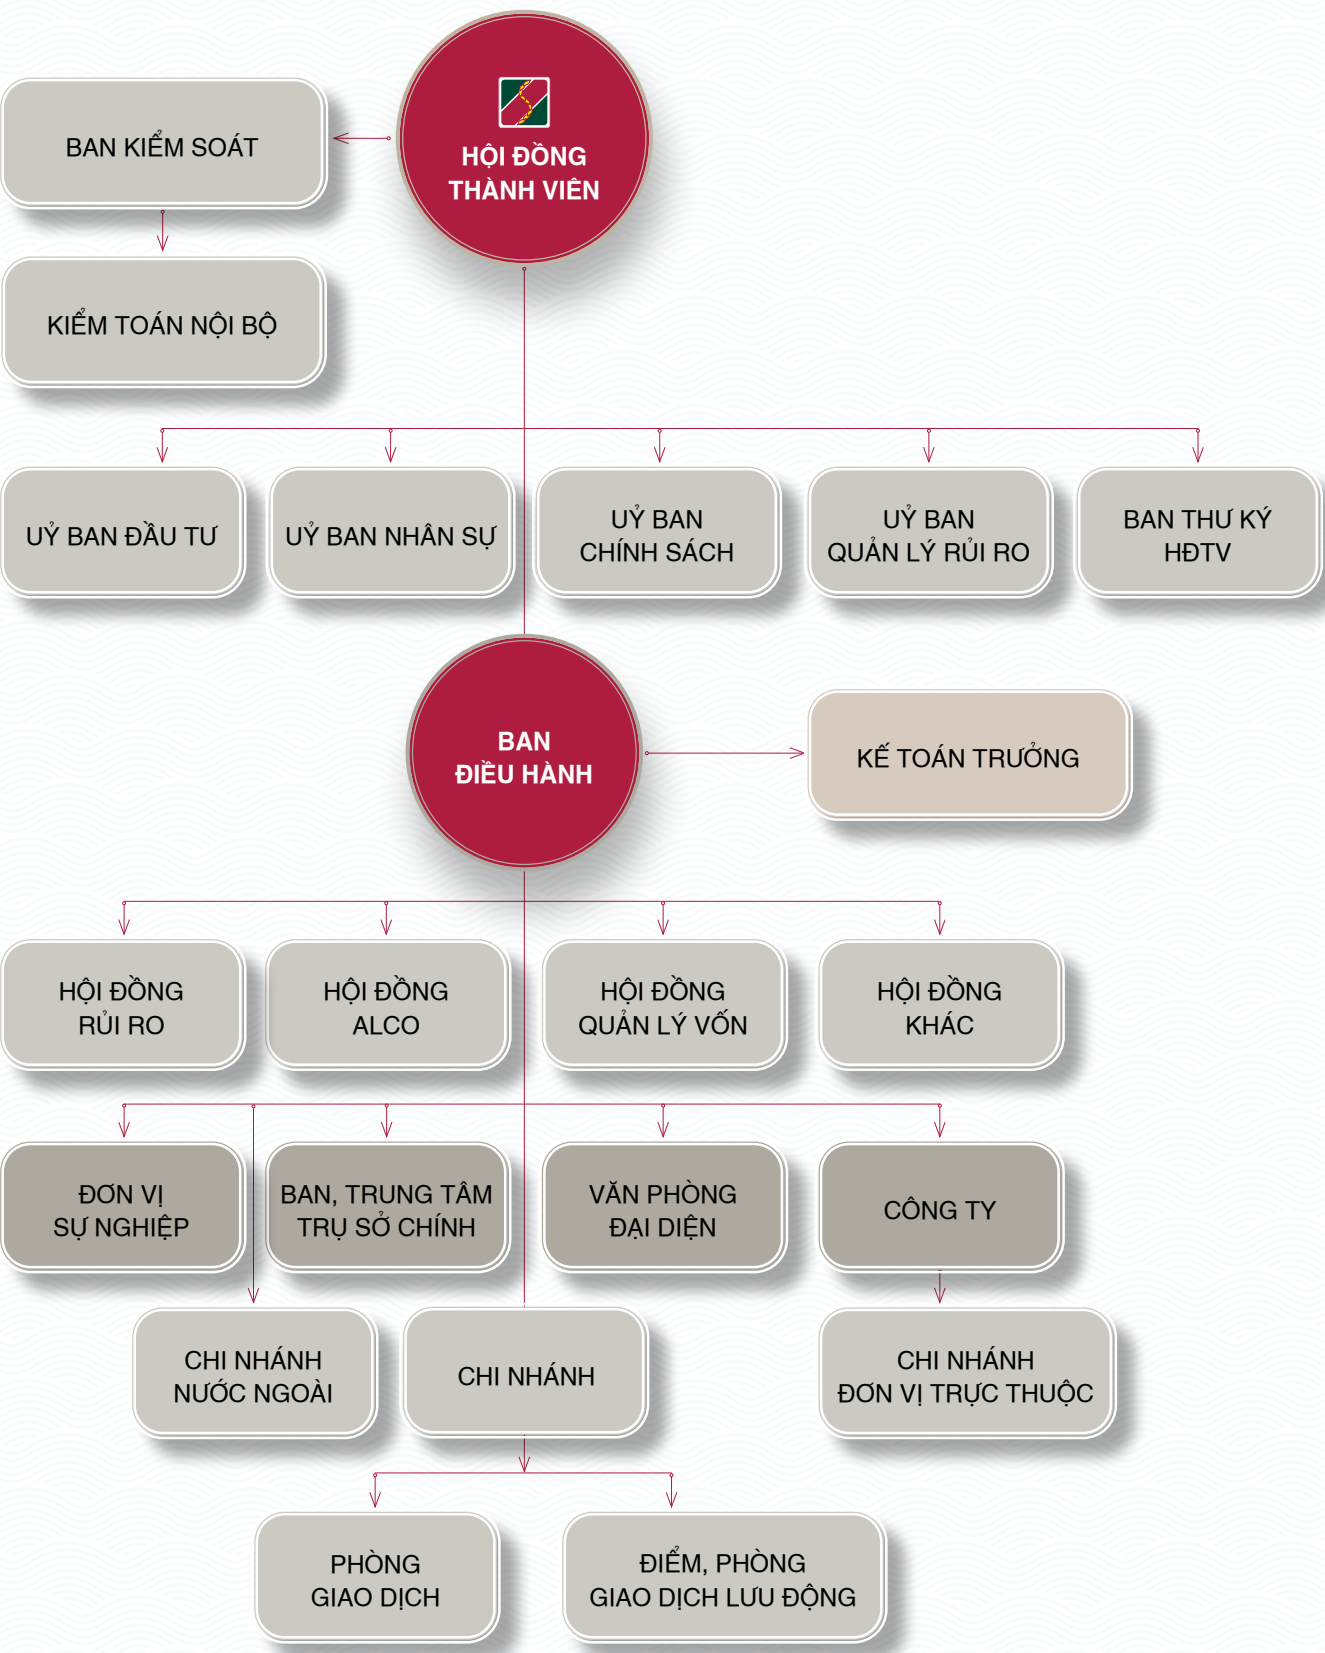 HỘI ĐỒNG
THÀNH VIÊN
BAN KIỂM SOÁT
KIỂM TOÁN NỘI BỘ
UỶ BAN ĐẦU TƯ
UỶ BAN NHÂN SỰ
UỶ BAN
CHÍNH SÁCH
UỶ BAN
QUẢN LÝ RỦI RO
BAN THƯ KÝ
HĐTV
BAN
ĐIỀU HÀNH
KẾ TOÁN TRƯỞNG
HỘI ĐỒNG
RỦI RO
HỘI ĐỒNG
ALCO
HỘI ĐỒNG
QUẢN LÝ VỐN
HỘI ĐỒNG
KHÁC
ĐƠN VỊ
SỰ NGHIỆP
BAN, TRUNG TÂM
TRỤ SỞ CHÍNH
VĂN PHÒNG
ĐẠI DIỆN
CÔNG TY
CHI NHÁNH
NƯỚC NGOÀI
CHI NHÁNH
CHI NHÁNH
ĐƠN VỊ TRỰC THUỘC
PHÒNG
GIAO DỊCH
ĐIỂM, PHÒNG
GIAO DỊCH LƯU ĐỘNG